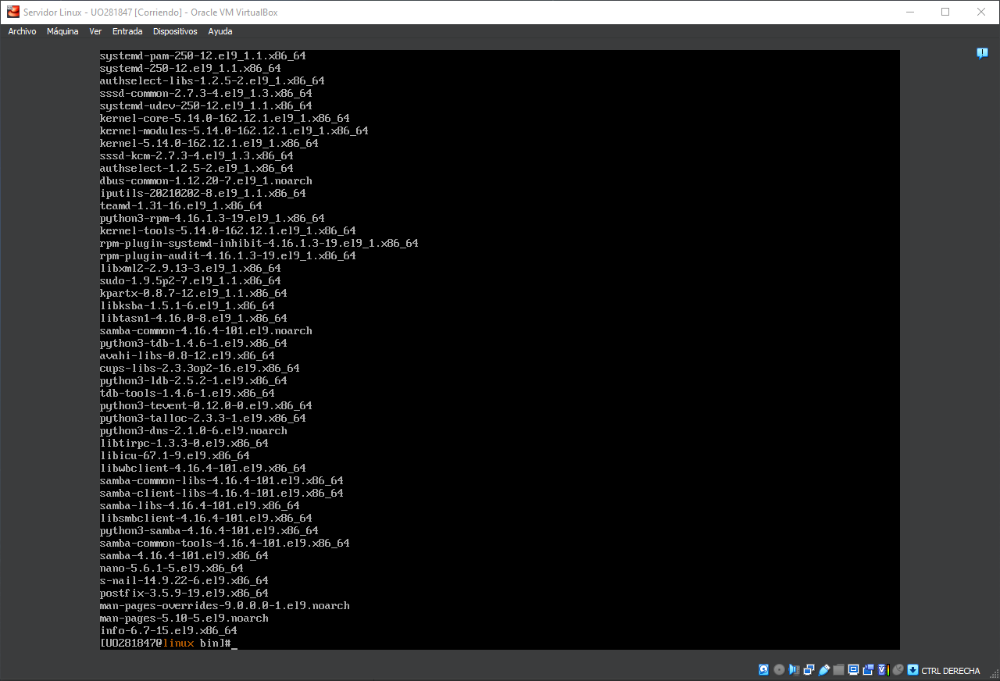 Servidor Linux - UO281847 [Corriendo] - Oracle VM VirtualBox
Archivo Máquina Ver Entrada Dispositivos Ayuda
systemd-pam-250-12.el9_1.1.x86_64
systemd-250-12.el9_1.1.x86_64
authselect-libs-1.2.5-2.el9_1.x86_64
sssd-common-2.7.3-4.el9_1.3.x86_64
systemd-udev-250-12.el9_1.1.x86_64
kernel-core-5.14.0-162.12.1.el9_1.x86_64
kernel-modules-5.14.0-162.12.1.el9_1.x86_64
kernel-5.14.0-162.12.1.el9_1.x86_64
sssd-kcm-2.7.3-4.el9_1.3.x86_64
authselect-1.2.5-2.el9_1.x86_64
dbus-common-1.12.20-7.el9_1.noarch
iputils-20210202-8.el9_1.1.x86_64
teamd-1.31-16.el9_1.x86_64
python3-rpm-4.16.1.3-19.el9_1.x86_64
kernel-tools-5.14.0-162.12.1.el9_1.x86_64
rpm-plugin-systemd-inhibit-4.16.1.3-19.el9_1.x86_64
rpm-plugin-audit-4.16.1.3-19.el9_1.x86_64
libxml2-2.9.13-3.el9_1.x86_64
sudo-1.9.5p2-7.el9_1.1.x86_64
kpartx-0.8.7-12.el9_1.1.x86_64
libksba-1.5.1-6.el9_1.x86_64
libtasn1-4.16.0-8.el9_1.x86_64
samba-common-4.16.4-101.el9.noarch
python3-tdb-1.4.6-1.el9.x86_64
avahi-libs-0.8-12.el9.x86_64
cups-libs-2.3.3op2-16.el9.x86_64
python3-ldb-2.5.2-1.el9.x86_64
tdb-tools-1.4.6-1.el9.x86_64
python3-tevent-0.12.0-0.el9.x86_64
python3-talloc-2.3.3-1.el9.x86_64
python3-dns-2.1.0-6.el9.noarch
libtirpc-1.3.3-0.el9.x86_64
libicu-67.1-9.el9.x86_64
libwbclient-4.16.4-101.el9.x86_64
samba-common-libs-4.16.4-101.el9.x86_64
samba-client-libs-4.16.4-101.el9.x86_64
samba-libs-4.16.4-101.el9.x86_64
libsmbclient-4.16.4-101.el9.x86_64
python3-samba-4.16.4-101.el9.x86_64
samba-common-tools-4.16.4-101.el9.x86_64
samba-4.16.4-101.el9.x86_64
nano-5.6.1-5.el9.x86_64
s-nail-14.9.22-6.el9.x86_64
postfix-3.5.9-19.el9.x86_64
man-pages-overrides-9.0.0.0-1.el9.noarch
man-pages-5.10-5.el9.noarch
info-6.7-15.el9.x86_64
[UO281847@linux bin]#_
CTRL DERECHA